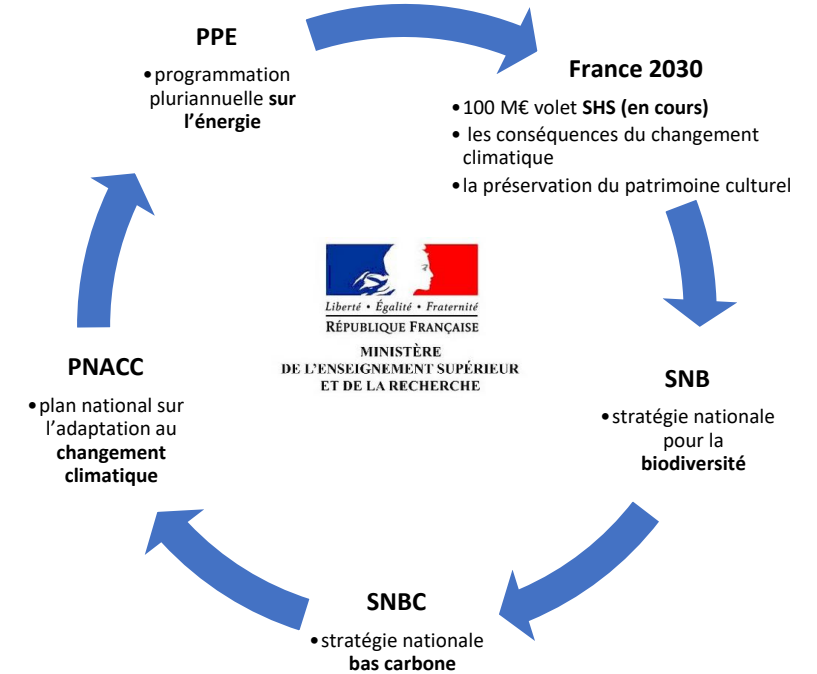 PPE
•programmation
pluriannuelle sur
l’énergie
France 2030
•100 M€ volet SHS (en cours)
• les conséquences du changement
climatique
•la préservation du patrimoine culturel
SNB
•stratégie nationale
pour la
biodiversité
SNBC
•stratégie nationale
bas carbone
PNACC
•plan national sur
l’adaptation au
changement
climatique
Liberté • Égalité • Fraternité
RÉPUBLIQUE FRANÇAISE
MINISTÈRE
DE L’ENSEIGNEMENT SUPÉRIEUR
ET DE LA RECHERCHE